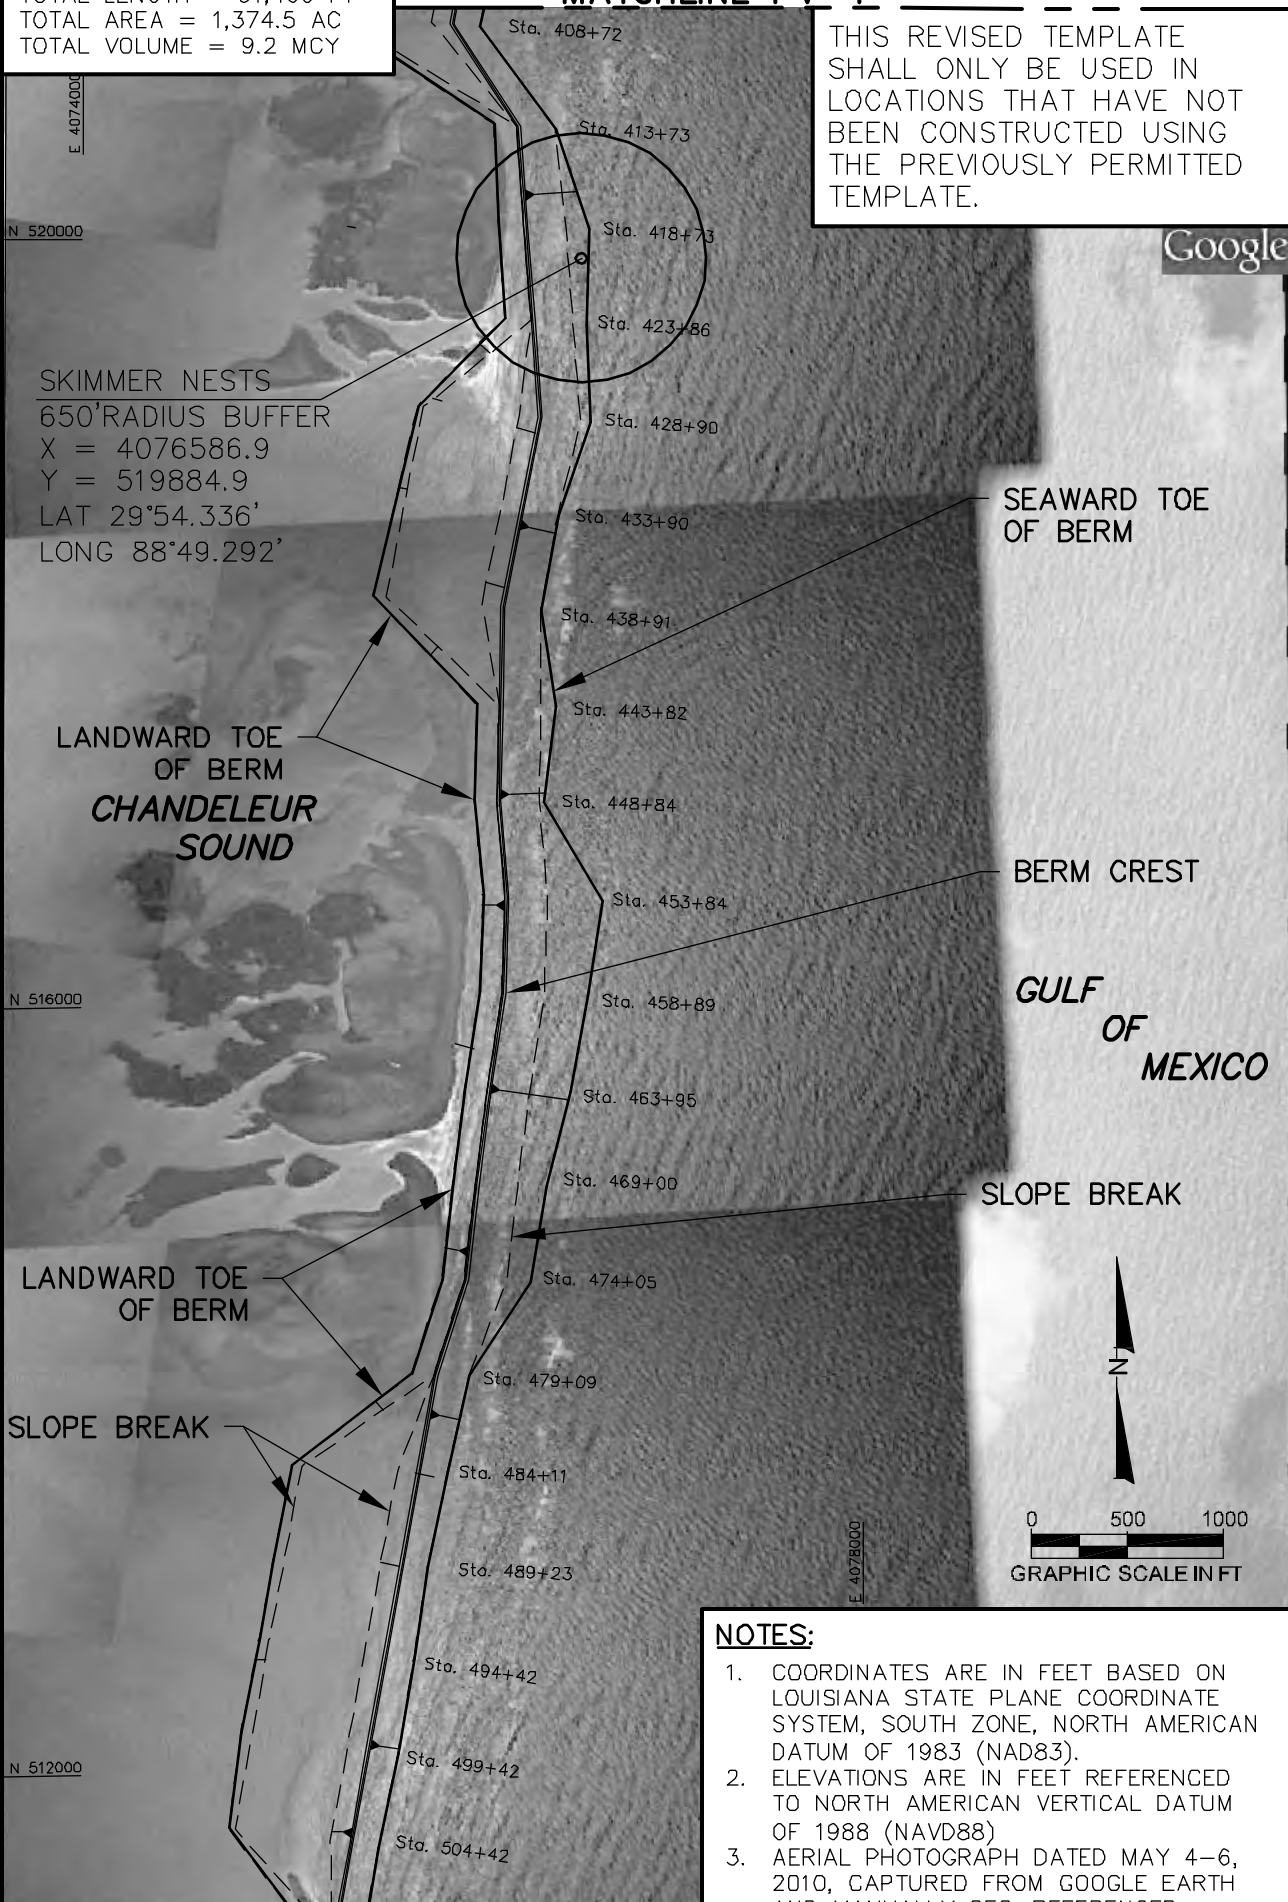 TOTAL AREA = 1,374.5 AC
TOTAL VOLUME = 9.2 MCY
THIS REVISED TEMPLATE
SHALL ONLY BE USED IN
LOCATIONS THAT HAVE NOT
BEEN CONSTRUCTED USING
THE PREVIOUSLY PERMITTED
TEMPLATE.
Google
E 4074000
N 520000
Sta. 408+72
Sta. 413+73
Sta. 418+73
Sta. 423+86
Sta. 428+90
Sta. 433+90
Sta. 438+91
Sta. 443+82
Sta. 448+84
Sta. 453+84
Sta. 458+89
Sta. 463+95
Sta. 469+00
Sta. 474+05
Sta. 479+09
Sta. 484+11
Sta. 489+23
Sta. 494+42
Sta. 499+42
Sta. 504+42
SKIMMER NESTS
650'RADIUS BUFFER
X = 4076586.9
Y = 519884.9
LAT 29°54.336'
LONG 88°49.292'
SEAWARD TOE
OF BERM
LANDWARD TOE
OF BERM
CHANDELEUR
SOUND
BERM CREST
N 516000
GULF
OF
MEXICO
SLOPE BREAK
LANDWARD TOE
OF BERM
SLOPE BREAK
N
0 500 1000
GRAPHIC SCALE IN FT
E 4078000
N 512000
NOTES:
1. COORDINATES ARE IN FEET BASED ON
LOUISIANA STATE PLANE COORDINATE
SYSTEM, SOUTH ZONE, NORTH AMERICAN
DATUM OF 1983 (NAD83).
2. ELEVATIONS ARE IN FEET REFERENCED
TO NORTH AMERICAN VERTICAL DATUM
OF 1988 (NAVD88)
3. AERIAL PHOTOGRAPH DATED MAY 4-6,
2010, CAPTURED FROM GOOGLE EARTH